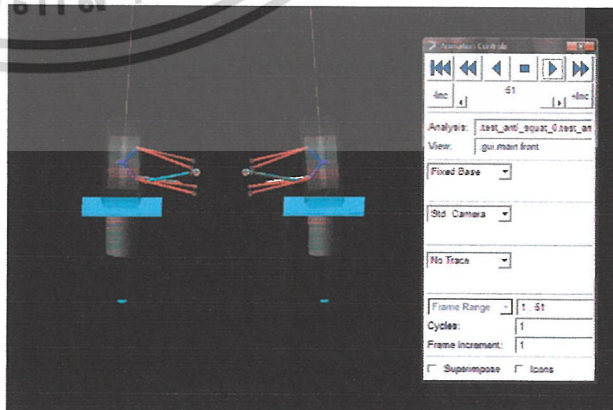 Animation Controls
-Inc 51 +Inc
Analysis: .test_anti_squat_0.test_an
View: .gui.main.front
Fixed Base
Std. Camera
No Trace
Frame Range 1 . 51
Cycles: 1
Frame Increment: 1
Superimpose Icons